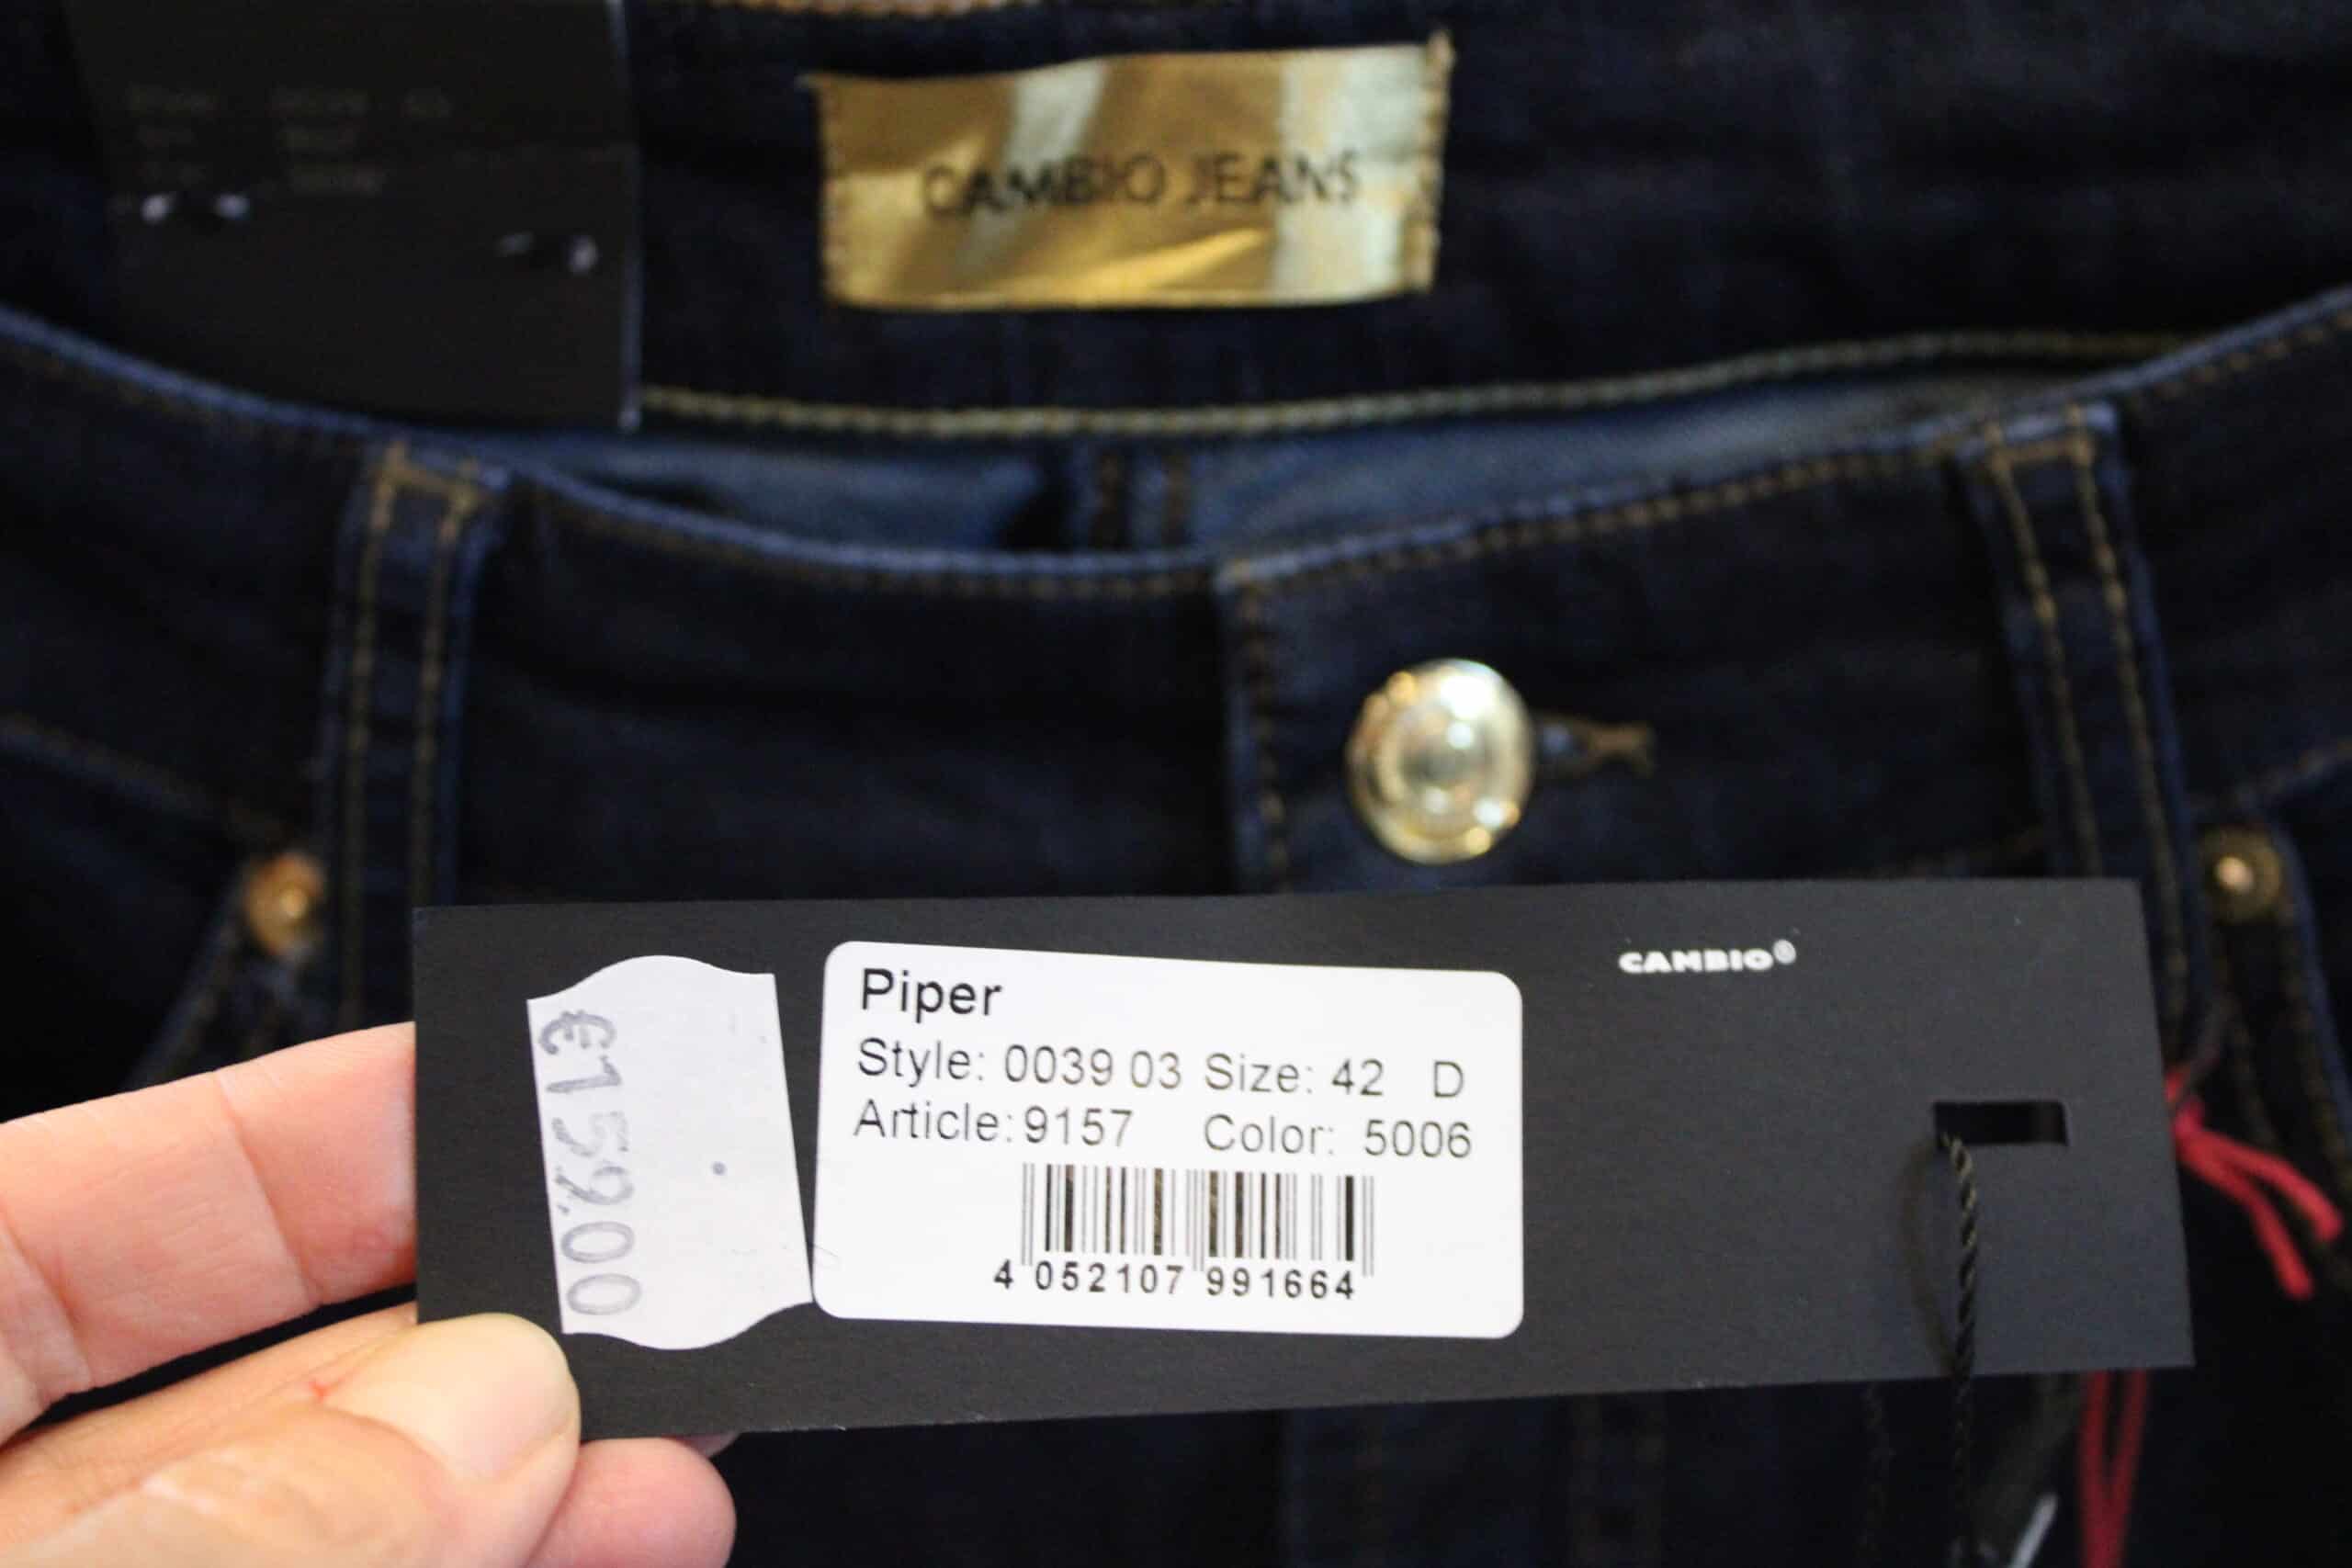 CAMBIO JEANS
CAMBIO®
€159.00
Piper
Style: 0039 03 Size: 42 D
Article: 9157 Color: 5006
4 052107 991664